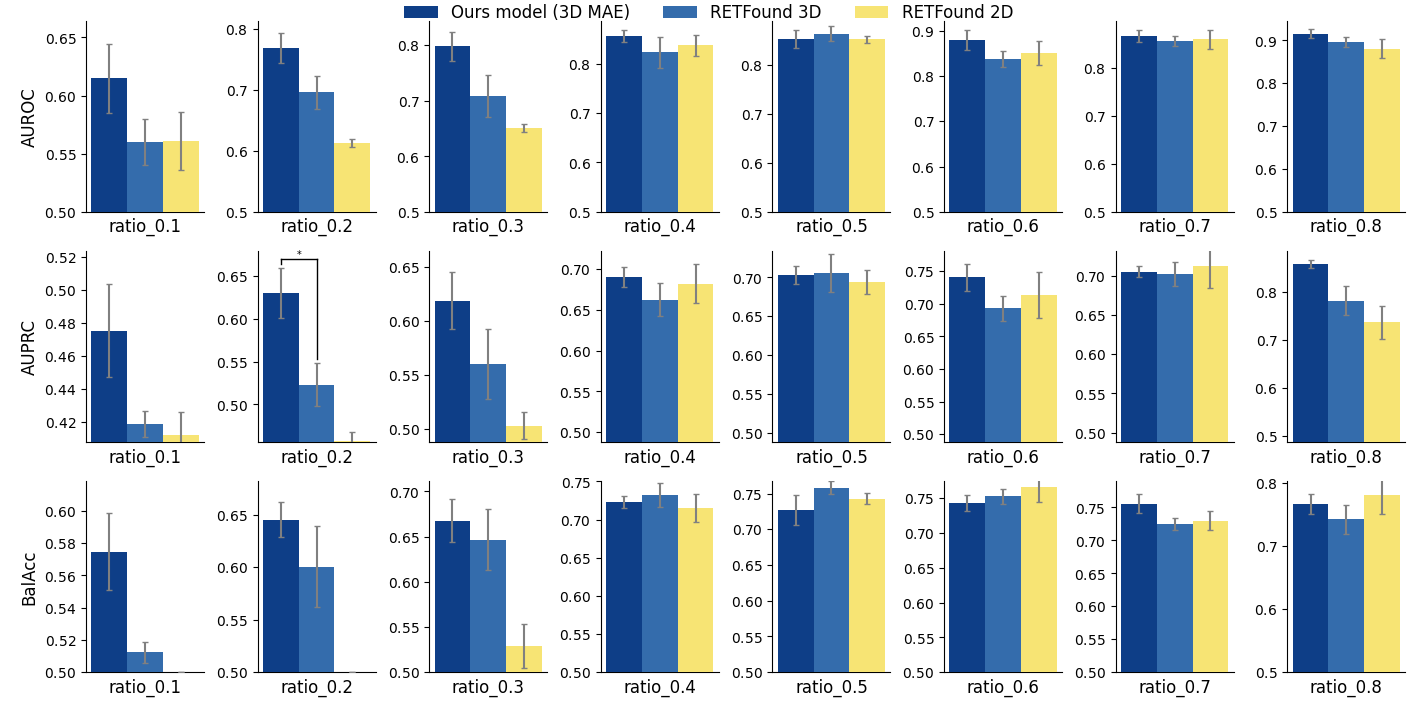 Ours model (3D MAE) RETFound 3D RETFound 2D
AUROC
0.65 0.60 0.55 0.50 ratio_0.1
0.8 0.7 0.6 0.5 ratio_0.2
0.8 0.7 0.6 0.5 ratio_0.3
0.8 0.7 0.6 0.5 ratio_0.4
0.8 0.7 0.6 0.5 ratio_0.5
0.9 0.8 0.7 0.6 0.5 ratio_0.6
0.8 0.7 0.6 0.5 ratio_0.7
0.9 0.8 0.7 0.6 0.5 ratio_0.8
AUPRC
0.52 0.50 0.48 0.46 0.44 0.42 ratio_0.1
* 0.65 0.60 0.55 0.50 ratio_0.2
0.65 0.60 0.55 0.50 ratio_0.3
0.70 0.65 0.60 0.55 0.50 ratio_0.4
0.70 0.65 0.60 0.55 0.50 ratio_0.5
0.75 0.70 0.65 0.60 0.55 0.50 ratio_0.6
0.70 0.65 0.60 0.55 0.50 ratio_0.7
0.8 0.7 0.6 0.5 ratio_0.8
BalAcc
0.60 0.58 0.56 0.54 0.52 0.50 ratio_0.1
0.65 0.60 0.55 0.50 ratio_0.2
0.70 0.65 0.60 0.55 0.50 ratio_0.3
0.75 0.70 0.65 0.60 0.55 0.50 ratio_0.4
0.75 0.70 0.65 0.60 0.55 0.50 ratio_0.5
0.75 0.70 0.65 0.60 0.55 0.50 ratio_0.6
0.75 0.70 0.65 0.60 0.55 0.50 ratio_0.7
0.8 0.7 0.6 0.5 ratio_0.8